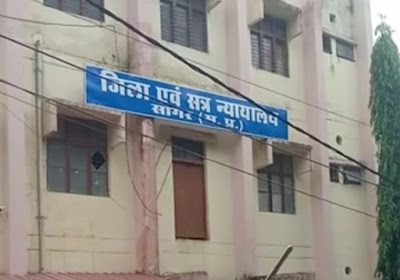 जिला एवं सत्र न्यायालय
सागर (म.प्र.)